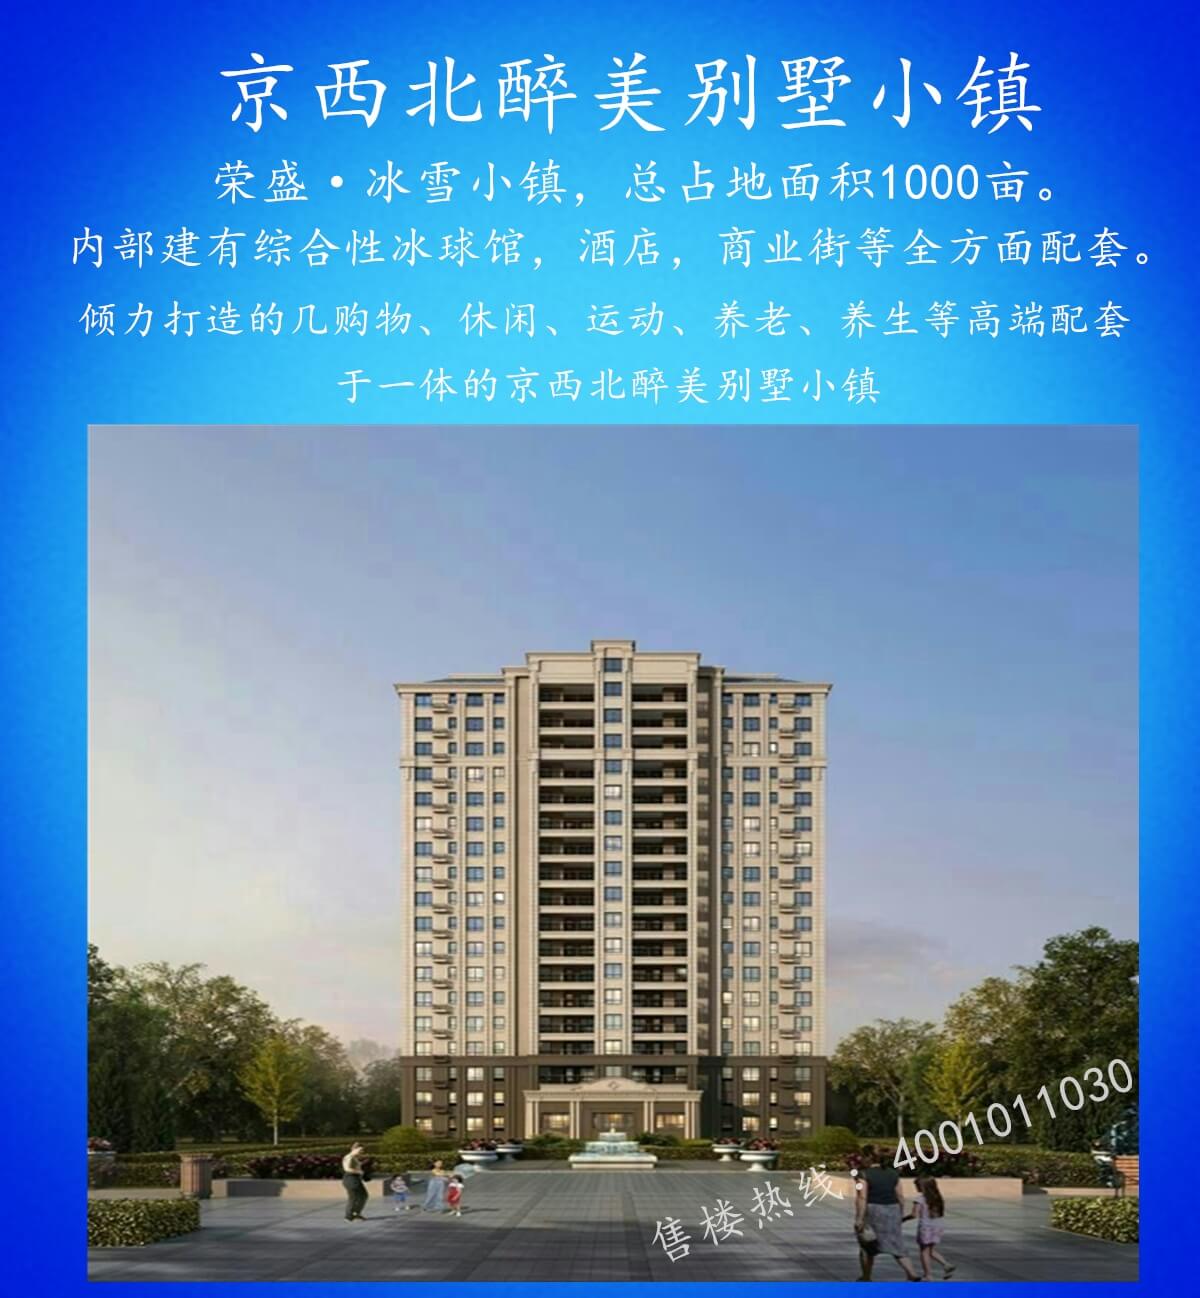 京西北醉美别墅小镇
荣盛·冰雪小镇，总占地面积1000亩。
内部建有综合性冰球馆，酒店，商业街等全方面配套。
倾力打造的几购物、休闲、运动、养老、养生等高端配套
于一体的京西北醉美别墅小镇
售楼热线：4001011030